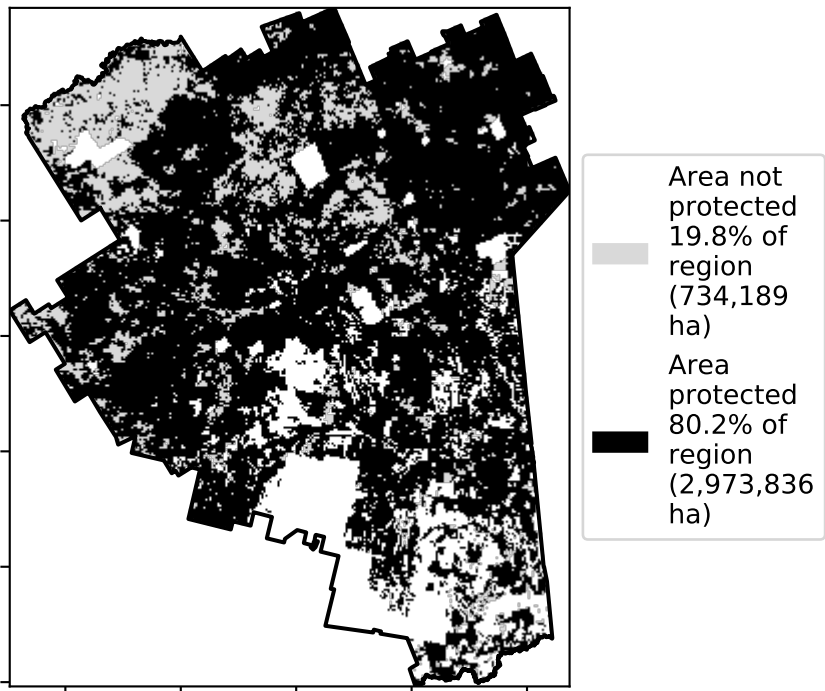 Area not
protected
19.8% of
region
(734,189
ha)
Area
protected
80.2% of
region
(2,973,836
ha)